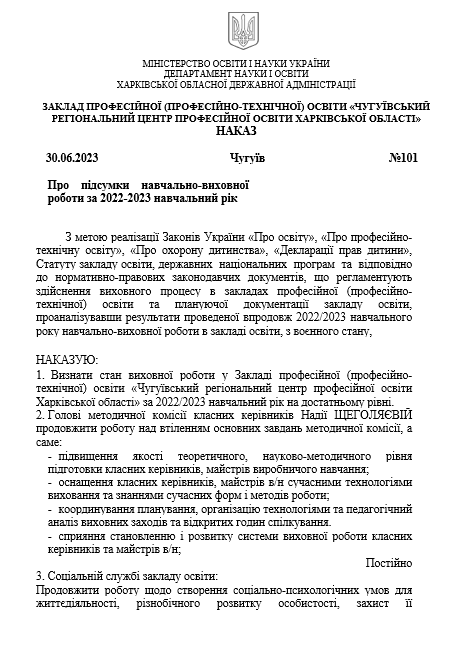 МІНІСТЕРСТВО ОСВІТИ І НАУКИ УКРАЇНИ
ДЕПАРТАМЕНТ НАУКИ І ОСВІТИ
ХАРКІВСЬКОЇ ОБЛАСНОЇ ДЕРЖАВНОЇ АДМІНІСТРАЦІЇ
ЗАКЛАД ПРОФЕСІЙНОЇ (ПРОФЕСІЙНО-ТЕХНІЧНОЇ) ОСВІТИ «ЧУГУЇВСЬКИЙ
РЕГІОНАЛЬНИЙ ЦЕНТР ПРОФЕСІЙНОЇ ОСВІТИ ХАРКІВСЬКОЇ ОБЛАСТІ»
НАКАЗ
30.06.2023 Чугуїв №101
Про підсумки навчально-виховної
роботи за 2022-2023 навчальний рік
З метою реалізації Законів України «Про освіту», «Про професійно-
технічну освіту», «Про охорону дитинства», «Декларації прав дитини»,
Статуту закладу освіти, державних національних програм та відповідно
до нормативно-правових законодавчих документів, що регламентують
здійснення виховного процесу в закладах професійної (професійно-
технічної) освіти та плануючої документації закладу освіти,
проаналізувавши результати проведеної впродовж 2022/2023 навчального
року навчально-виховної роботи в закладі освіти, з воєнного стану,
НАКАЗУЮ:
1. Визнати стан виховної роботи у Закладі професійної (професійно-
технічної) освіти «Чугуївський регіональний центр професійної освіти
Харківської області» за 2022/2023 навчальний рік на достатньому рівні.
2. Голові методичної комісії класних керівників Надії ЩЕГОЛЯЄВІЙ
продовжити роботу над втіленням основних завдань методичної комісії, а
саме:
- підвищення якості теоретичного, науково-методичного рівня
підготовки класних керівників, майстрів виробничого навчання;
- оснащення класних керівників, майстрів в/н сучасними технологіями
виховання та знаннями сучасних форм і методів роботи;
- координування планування, організацію технологіями та педагогічний
аналіз виховних заходів та відкритих годин спілкування.
- сприяння становленню і розвитку системи виховної роботи класних
керівників та майстрів в/н;
Постійно
3. Соціальній службі закладу освіти:
Продовжити роботу щодо створення соціально-психологічних умов для
життєдіяльності, різнобічного розвитку особистості, захист її